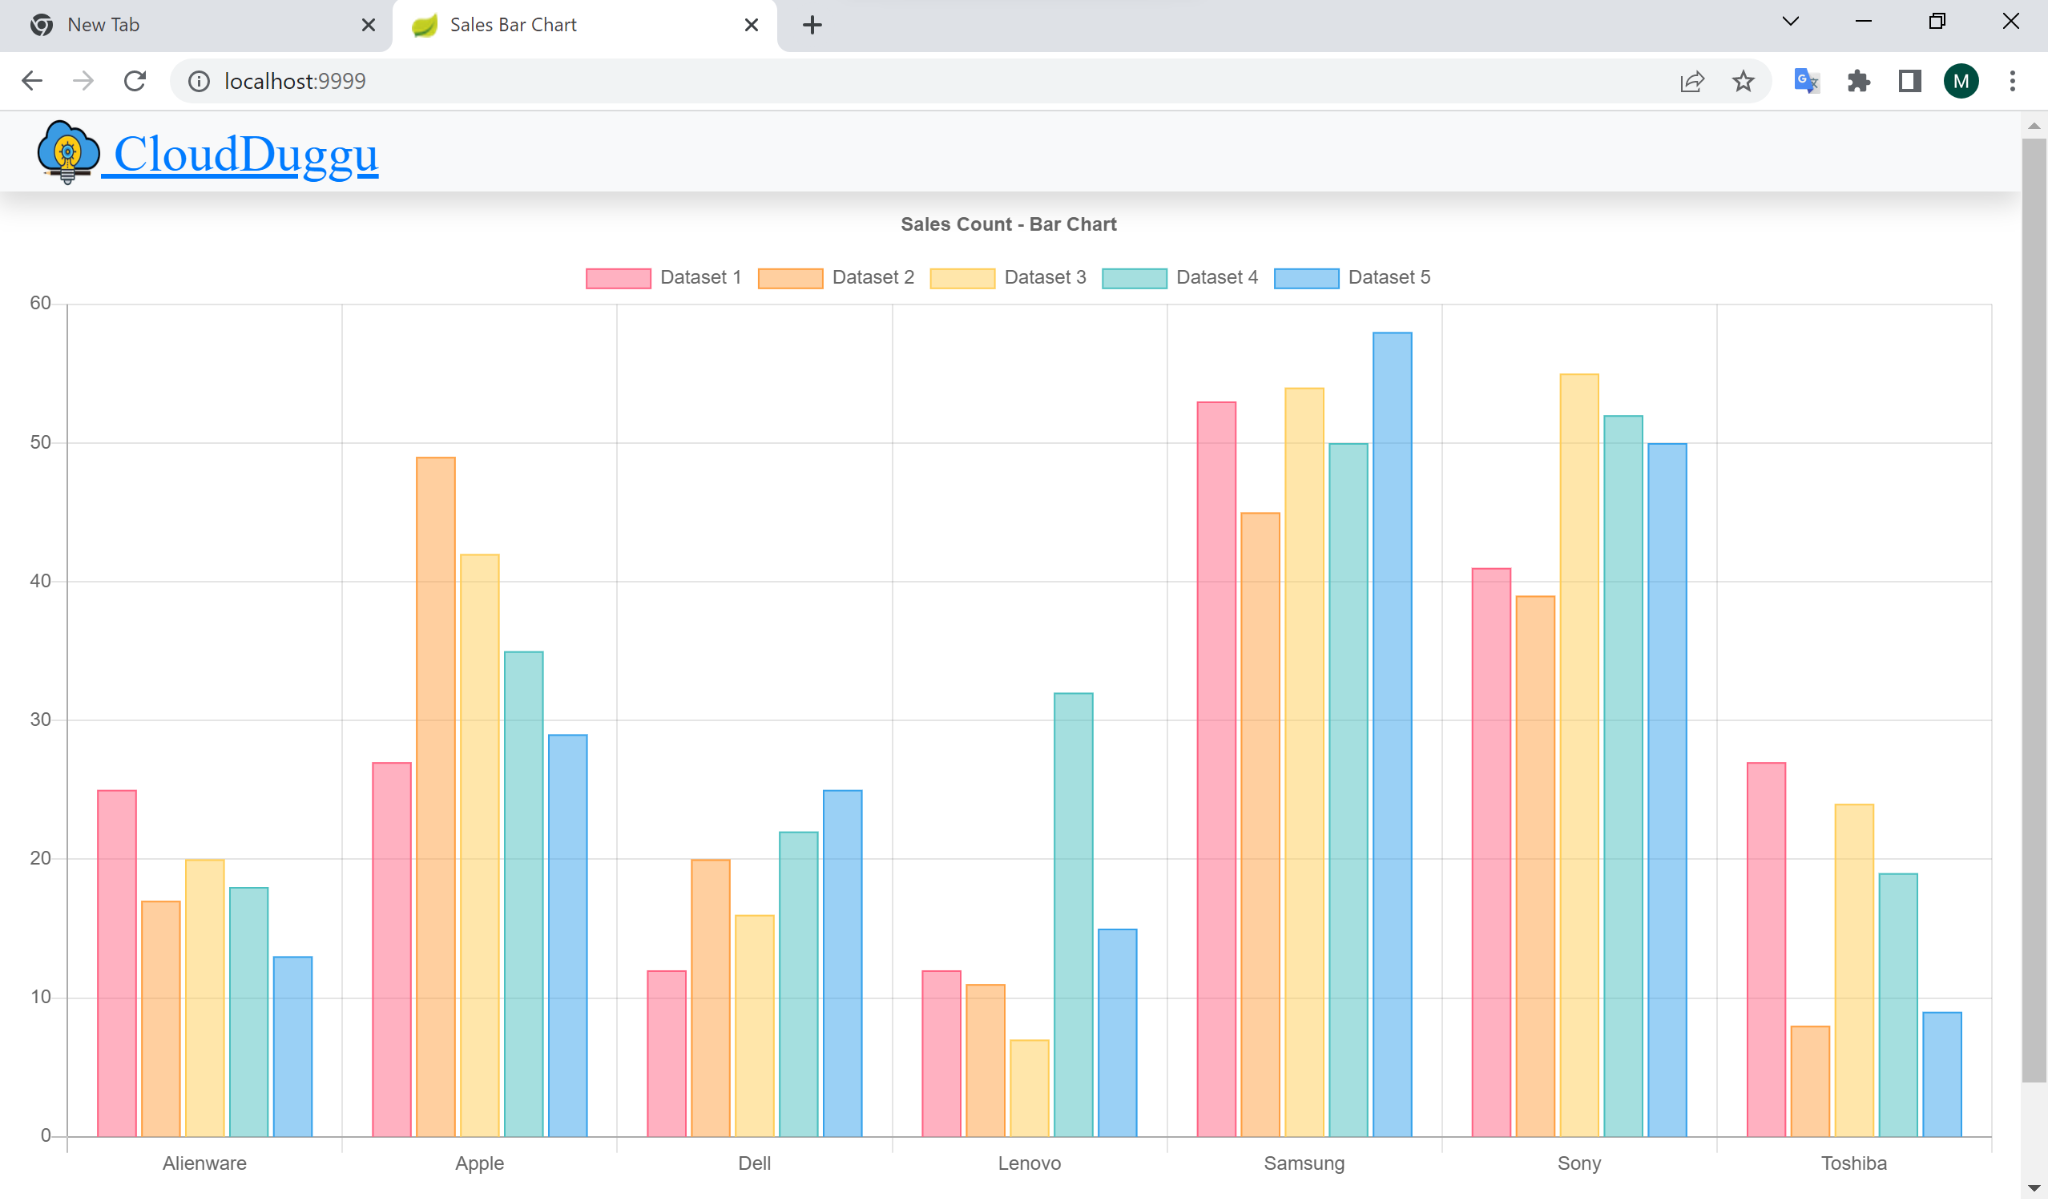 New Tab
Sales Bar Chart
localhost:9999
M
CloudDuggu
Sales Count - Bar Chart
Dataset 1 Dataset 2 Dataset 3 Dataset 4 Dataset 5
60
50
40
30
20
10
0
Alienware Apple Dell Lenovo Samsung Sony Toshiba